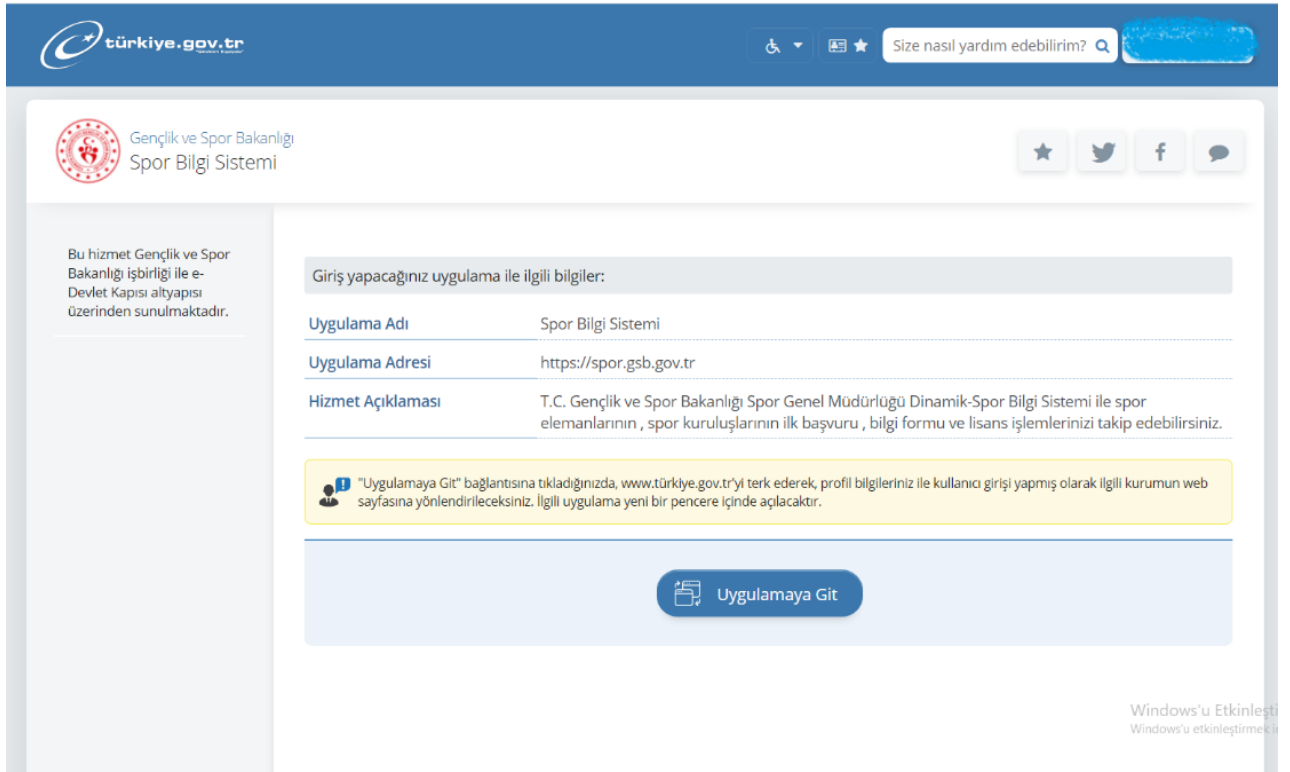 türkiye.gov.tr
Size nasıl yardım edebilirim?
Gençlik ve Spor Bakanlığı
Spor Bilgi Sistemi
Bu hizmet Gençlik ve Spor
Bakanlığı işbirliği ile e-
Devlet Kapısı altyapısı
üzerinden sunulmaktadır.
Giriş yapacağınız uygulama ile ilgili bilgiler:
Uygulama Adı Spor Bilgi Sistemi
Uygulama Adresi https://spor.gsb.gov.tr
Hizmet Açıklaması T.C. Gençlik ve Spor Bakanlığı Spor Genel Müdürlüğü Dinamik-Spor Bilgi Sistemi ile spor
elemanlarının , spor kuruluşlarının ilk başvuru , bilgi formu ve lisans işlemlerinizi takip edebilirsiniz.
"Uygulamaya Git" bağlantısına tıkladığınızda, www.türkiye.gov.tr'yi terk ederek, profil bilgileriniz ile kullanıcı girişi yapmış olarak ilgili kurumun web
sayfasına yönlendirileceksiniz. İlgili uygulama yeni bir pencere içinde açılacaktır.
Uygulamaya Git
Windows'u Etkinleşti
Windows'u etkinleştirmek i